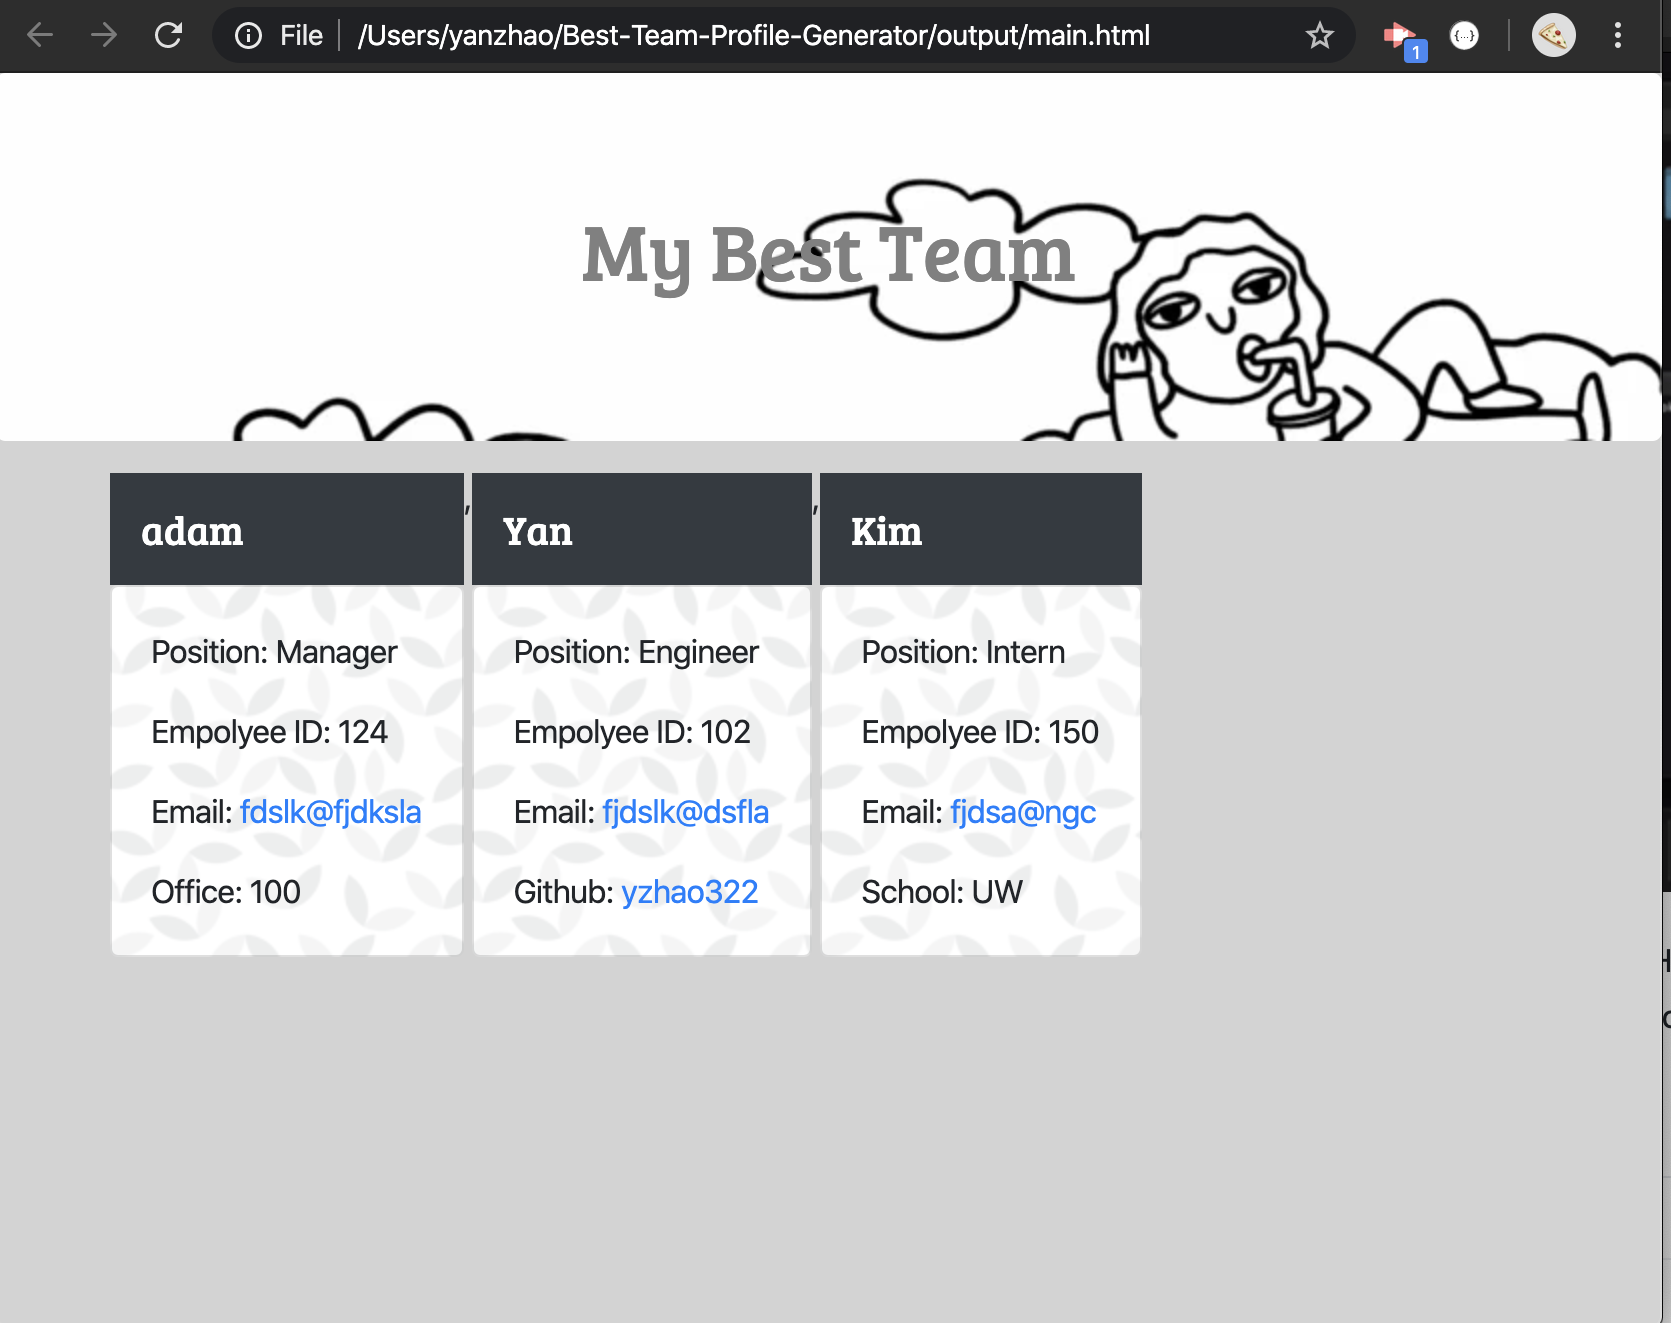 File /Users/yanzhao/Best-Team-Profile-Generator/output/main.html
1
{...}
My Best Team
adam , Yan , Kim
Position: Manager
Empolyee ID: 124
Email: fdslk@fjdksla
Office: 100
Position: Engineer
Empolyee ID: 102
Email: fjdslk@dsfla
Github: yzhao322
Position: Intern
Empolyee ID: 150
Email: fjdsa@ngc
School: UW